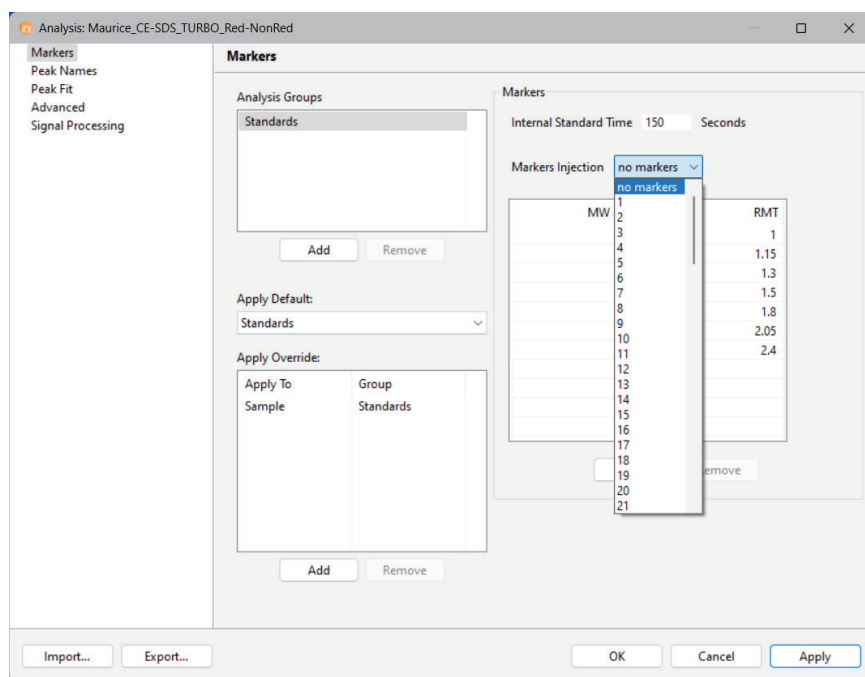 Analysis: Maurice_CE-SDS_TURBO_Red-NonRed
Markers
Peak Names
Peak Fit
Advanced
Signal Processing
Markers
Analysis Groups
Standards
Add Remove
Apply Default:
Standards
Apply Override:
Apply To Group
Sample Standards
Add Remove
Markers
Internal Standard Time 150 Seconds
Markers Injection no markers
no markers
1
2
3
4
5
6
7
8
9
10
11
12
13
14
15
16
17
18
19
20
21
MW RMT
1
1.15
1.3
1.5
1.8
2.05
2.4
Import... Export... OK Cancel Apply